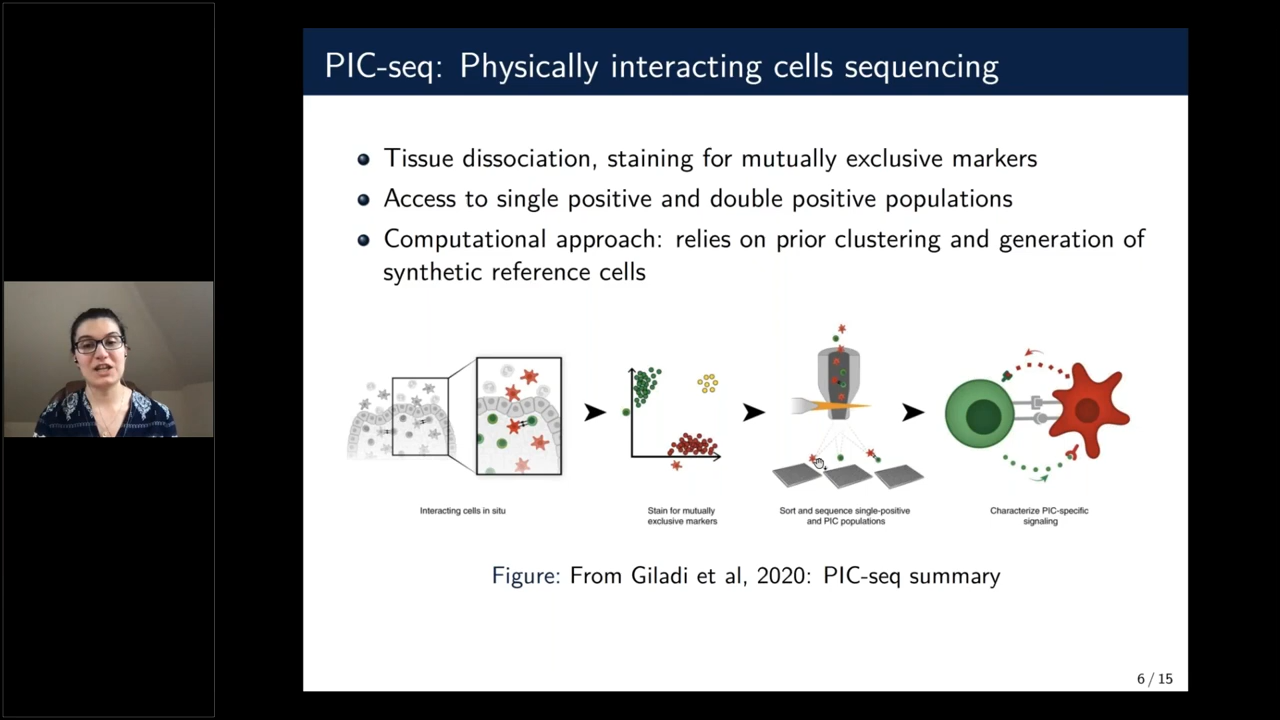 PIC-seq: Physically interacting cells sequencing
Tissue dissociation, staining for mutually exclusive markers
Access to single positive and double positive populations
Computational approach: relies on prior clustering and generation of
synthetic reference cells
Interacting cells in situ
Stain for mutually
exclusive markers
Sort and sequence single-positive
and PIC populations
Characterize PIC-specific
signaling
Figure: From Giladi et al, 2020: PIC-seq summary
6 / 15